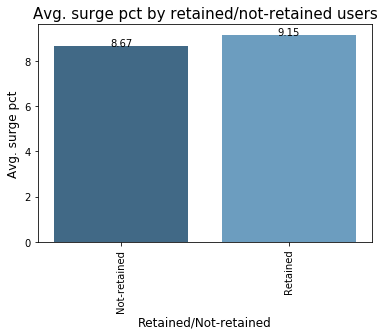 Avg. surge pct by retained/not-retained users
Avg. surge pct
8
6
4
2
0
8.67
9.15
Not-retained
Retained
Retained/Not-retained